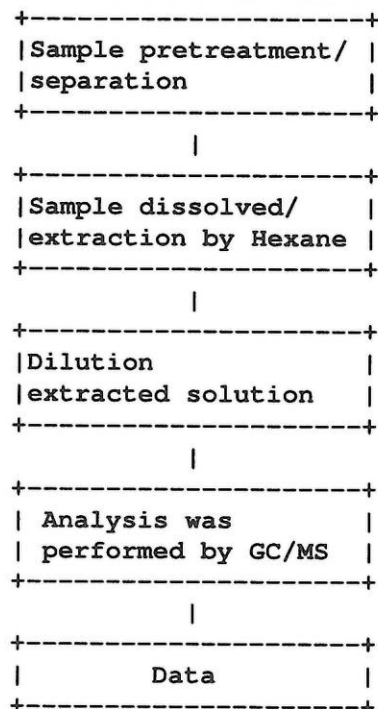 Sample pretreatment/
separation
Sample dissolved/
extraction by Hexane
Dilution
extracted solution
Analysis was
performed by GC/MS
Data